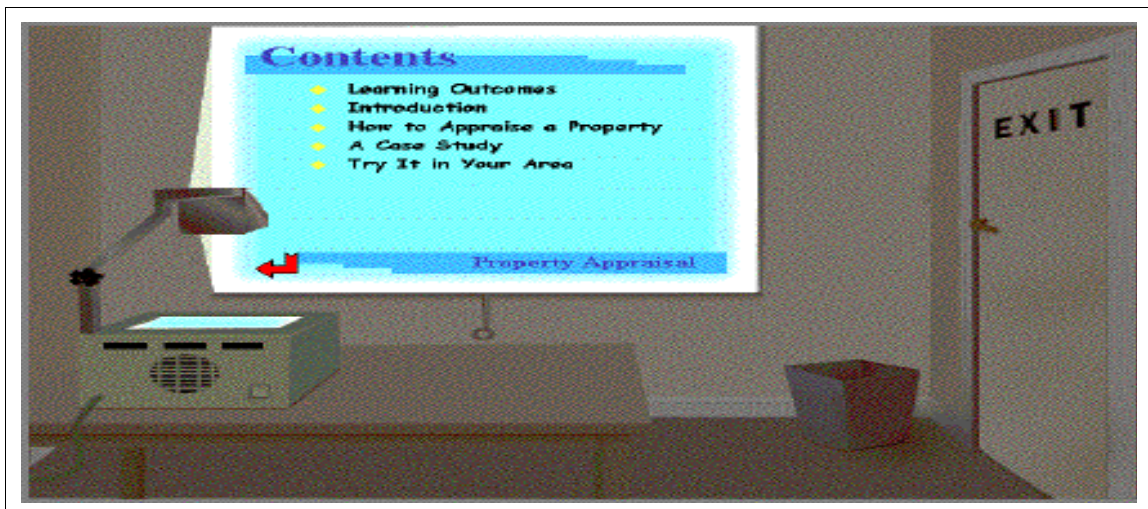 Contents
Learning Outcomes
Introduction
How to Appraise a Property
A Case Study
Try It in Your Area
Property Appraisal
EXIT